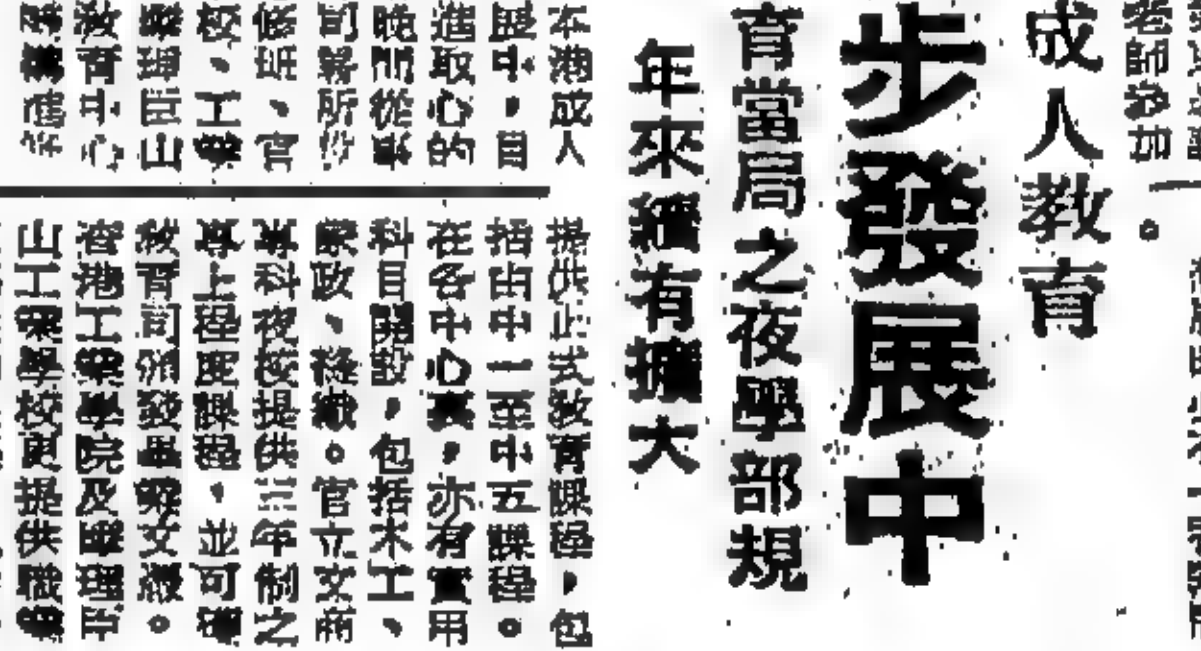 老師參加
。
成人教育
步發展中
育當局之夜學部規
年來續有擴大
本港成人
歷中,目
進取心的
晚間從事
司署所設
修班、官
校、工業
摩理臣山
教育中心
提供此式教育課程,包
括由中一至中五課程。
在各中心裏,亦有實用
科目開設,包括木工、
家政、縫紉。官立文商
專科夜校提供三年制之
專上程度課程,並可獲
教育司頒發畢業文憑。
香港工業學院及摩理臣
山工業學校更提供職業